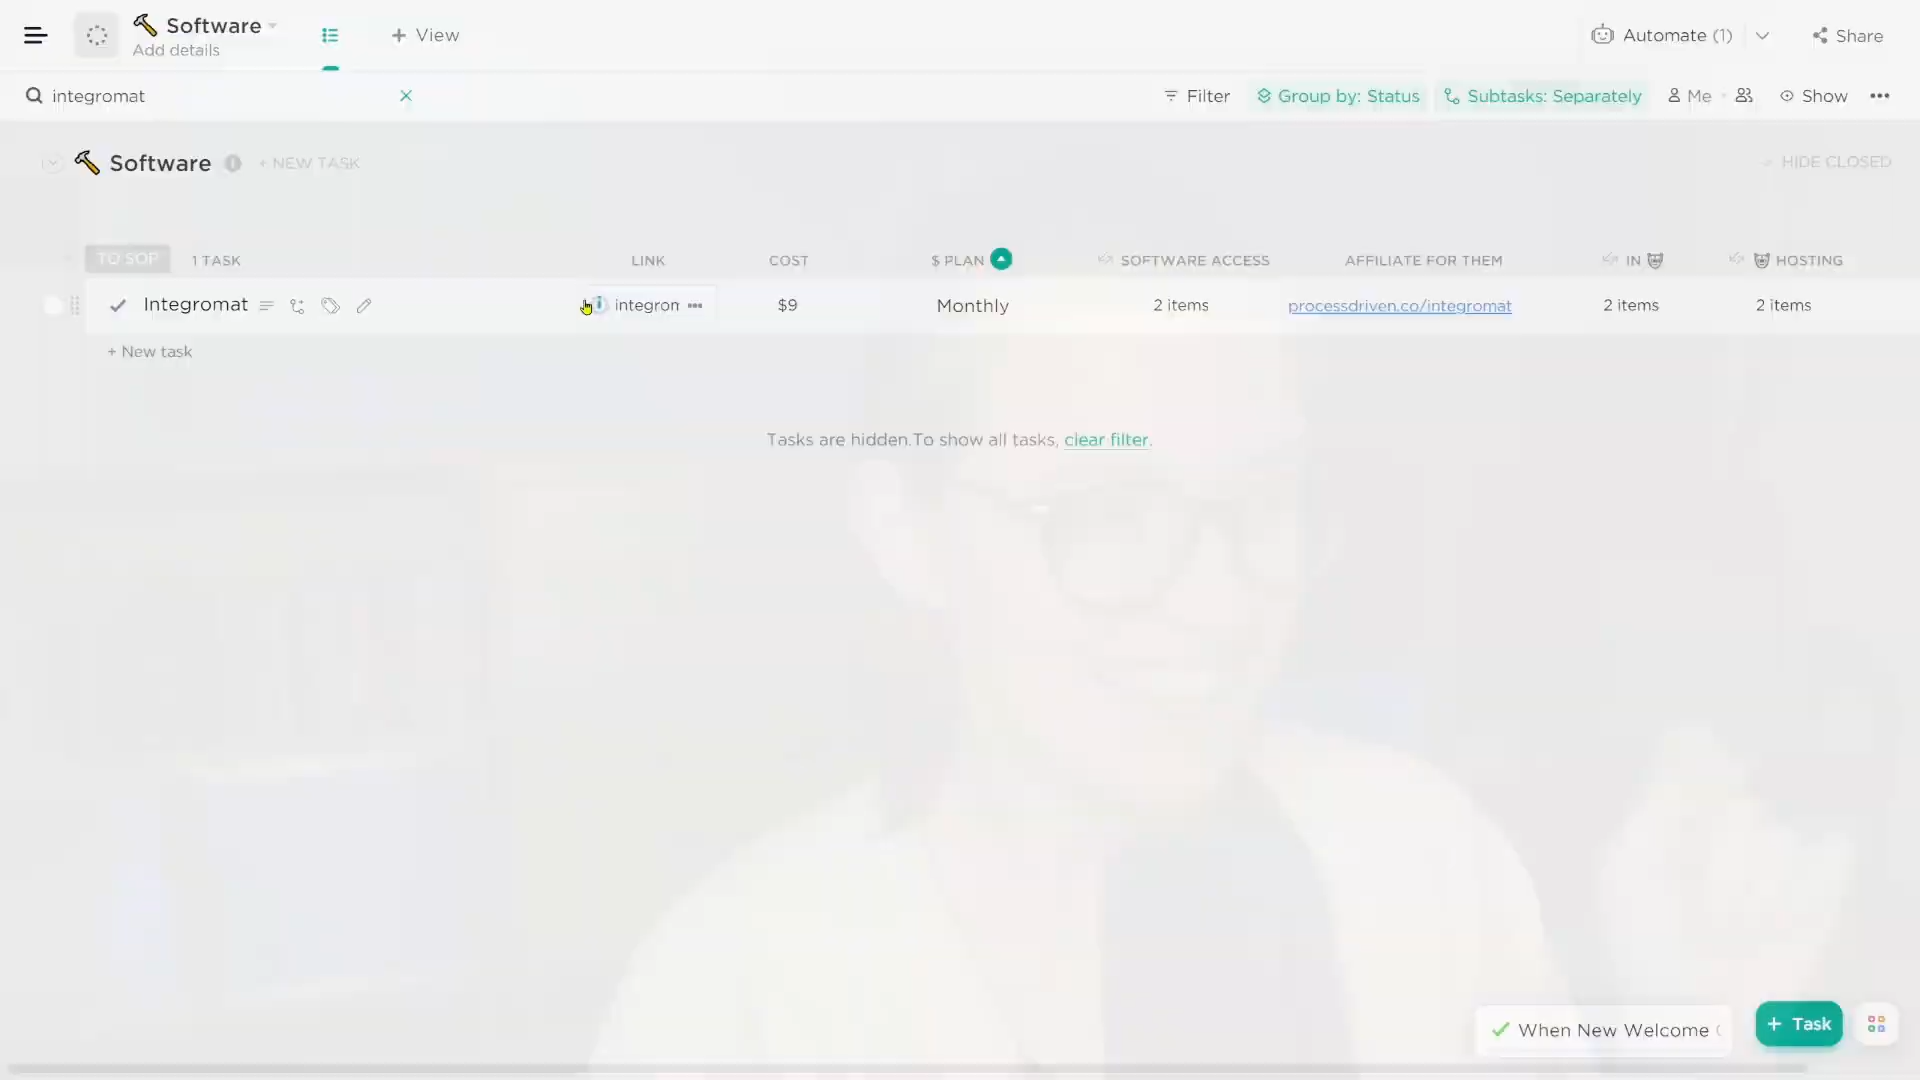 Software
Add details
+ View
Automate (1)
Share
integromat
Filter
Group by: Status
Subtasks: Separately
Me
Show
Software
+ NEW TASK
HIDE CLOSED
TO SOP
1 TASK
LINK
COST
$ PLAN
SOFTWARE ACCESS
AFFILIATE FOR THEM
IN
HOSTING
Integromat
integrom
$9
Monthly
2 items
processdriven.co/integromat
2 items
2 items
+ New task
Tasks are hidden.To show all tasks, clear filter.
When New Welcome
+ Task